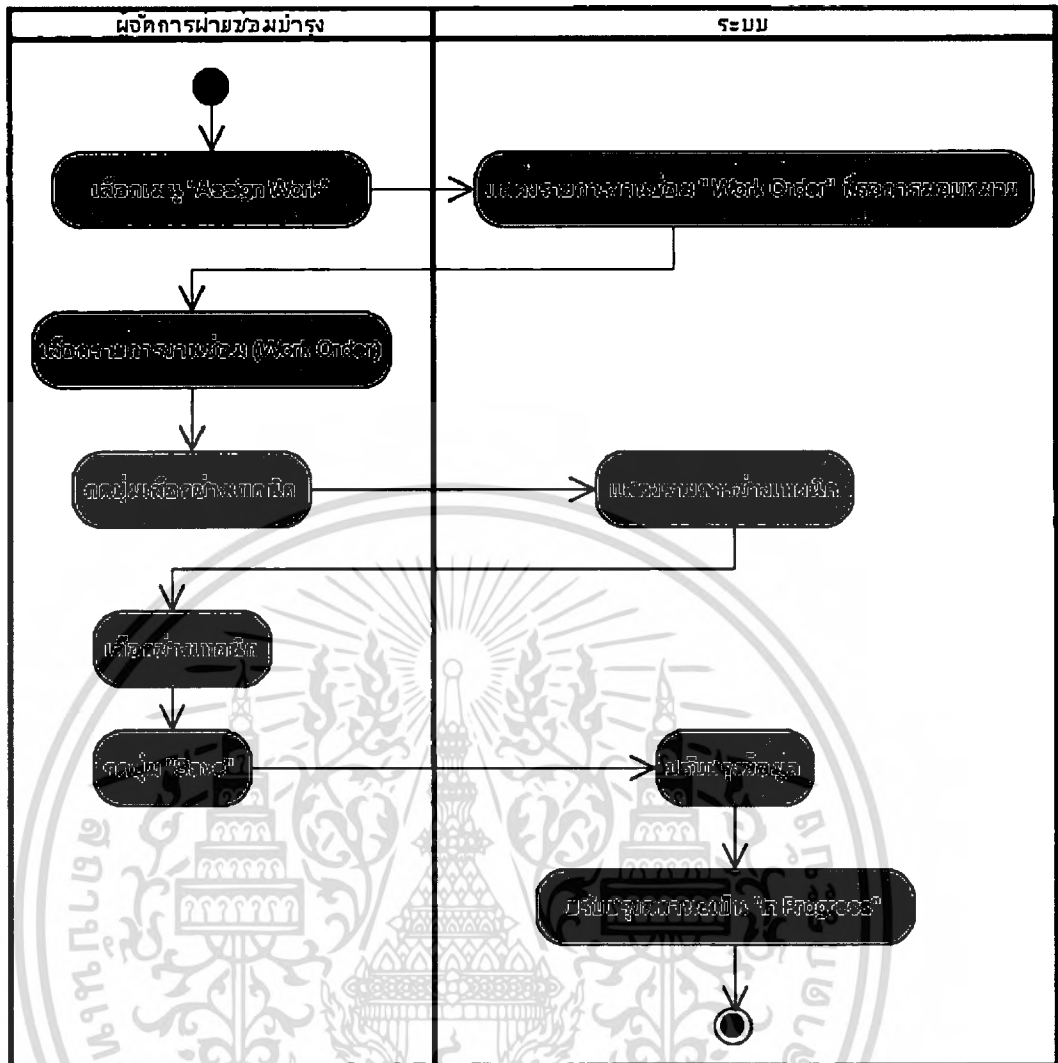 ผู้จัดการฝ่ายซ่อมบำรุง
ระบบ
เลือกเมนู "Assign Work"
แสดงรายการงานซ่อม "Work Order" ที่รอการมอบหมาย
เลือกรายการงานซ่อม (Work Order)
กดปุ่มเลือกช่างเทคนิค
แสดงรายการช่างเทคนิค
เลือกช่างเทคนิค
กดปุ่ม "Save"
ปรับปรุงข้อมูล
ปรับปรุงสถานะเป็น "In Progress"